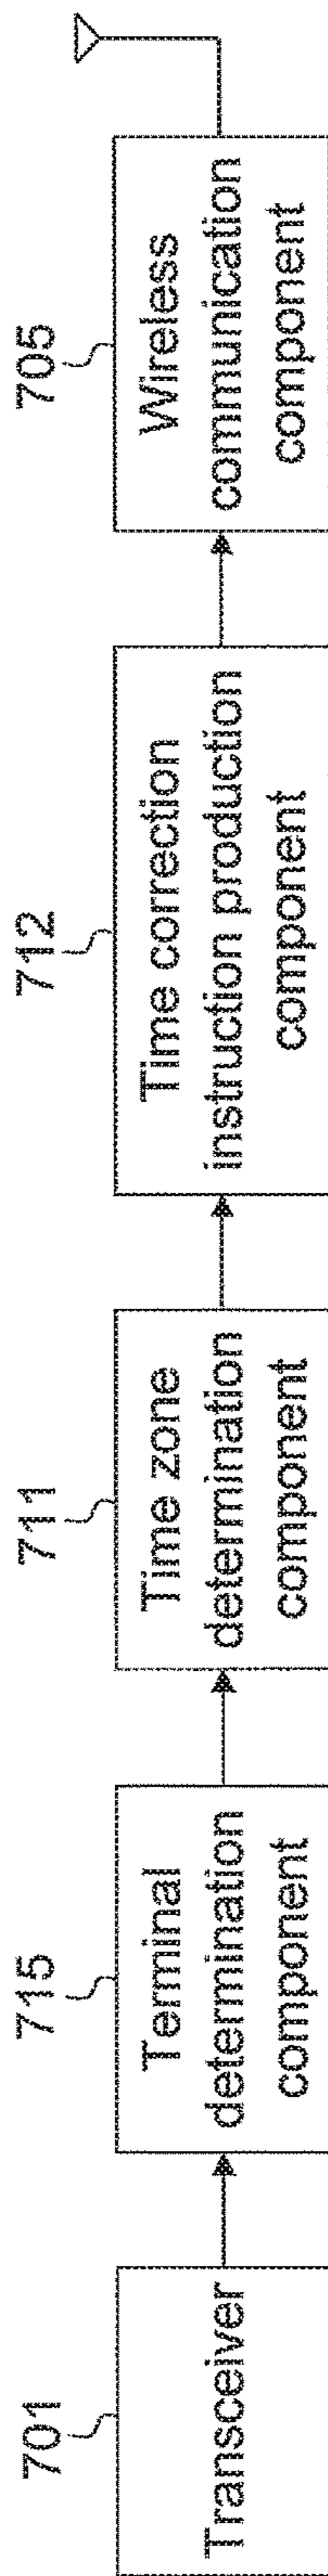 701
Transceiver
715
Terminal
determination
component
711
Time zone
determination
component
712
Time correction
instruction production
component
705
Wireless
communication
component